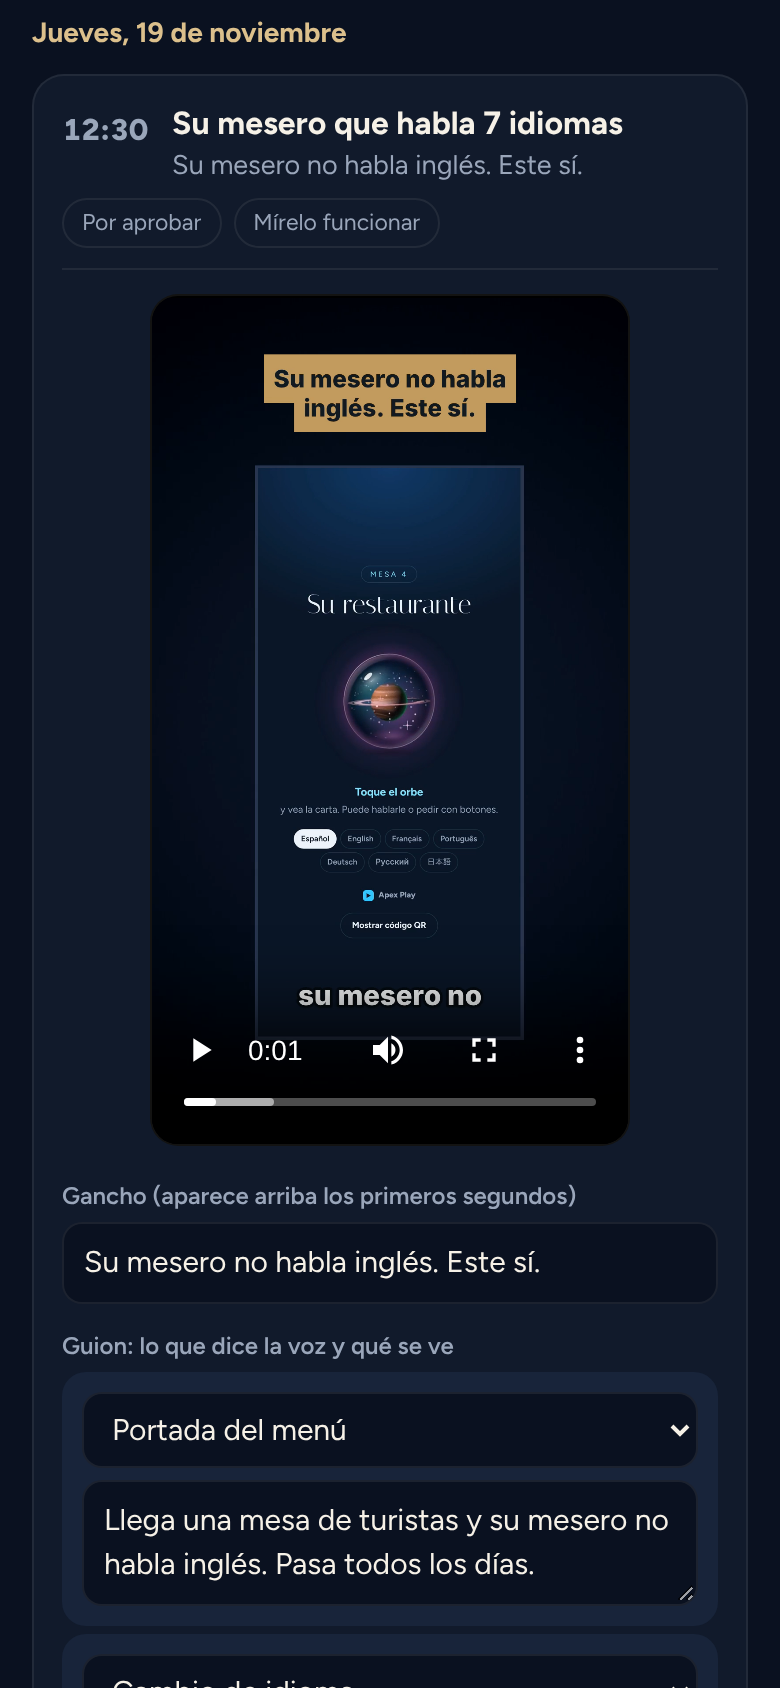 Jueves, 19 de noviembre
12:30 Su mesero que habla 7 idiomas
Su mesero no habla inglés. Este sí.
Por aprobar Mírelo funcionar
Su mesero no habla
inglés. Este sí.
MESA 4
Su restaurante
Toque el orbe
y vea la carta. Puede hablarle o pedir con botones.
Español English Français Português
Deutsch Русский 日本語
Apex Play
Mostrar código QR
su mesero no
0:01
Gancho (aparece arriba los primeros segundos)
Su mesero no habla inglés. Este sí.
Guion: lo que dice la voz y qué se ve
Portada del menú
Llega una mesa de turistas y su mesero no
habla inglés. Pasa todos los días.
Cambio de idioma